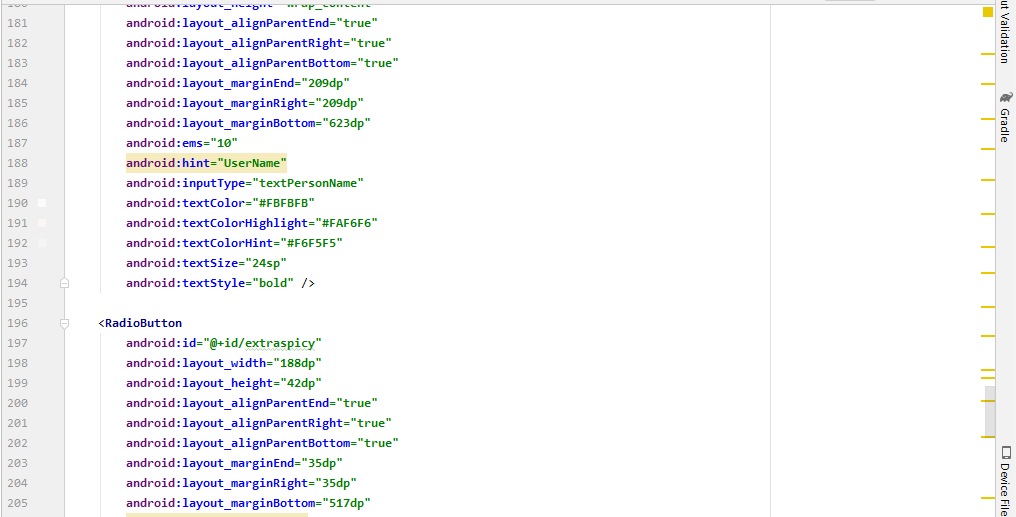 180 android:layout_height="wrap_content"
181 android:layout_alignParentEnd="true"
182 android:layout_alignParentRight="true"
183 android:layout_alignParentBottom="true"
184 android:layout_marginEnd="209dp"
185 android:layout_marginRight="209dp"
186 android:layout_marginBottom="623dp"
187 android:ems="10"
188 android:hint="UserName"
189 android:inputType="textPersonName"
190 android:textColor="#FBFBFB"
191 android:textColorHighlight="#FAF6F6"
192 android:textColorHint="#F6F5F5"
193 android:textSize="24sp"
194 android:textStyle="bold" />
195
196 <RadioButton
197 android:id="@+id/extraspicy"
198 android:layout_width="188dp"
199 android:layout_height="42dp"
200 android:layout_alignParentEnd="true"
201 android:layout_alignParentRight="true"
202 android:layout_alignParentBottom="true"
203 android:layout_marginEnd="35dp"
204 android:layout_marginRight="35dp"
205 android:layout_marginBottom="517dp"
ut Validation
Gradle
Device File